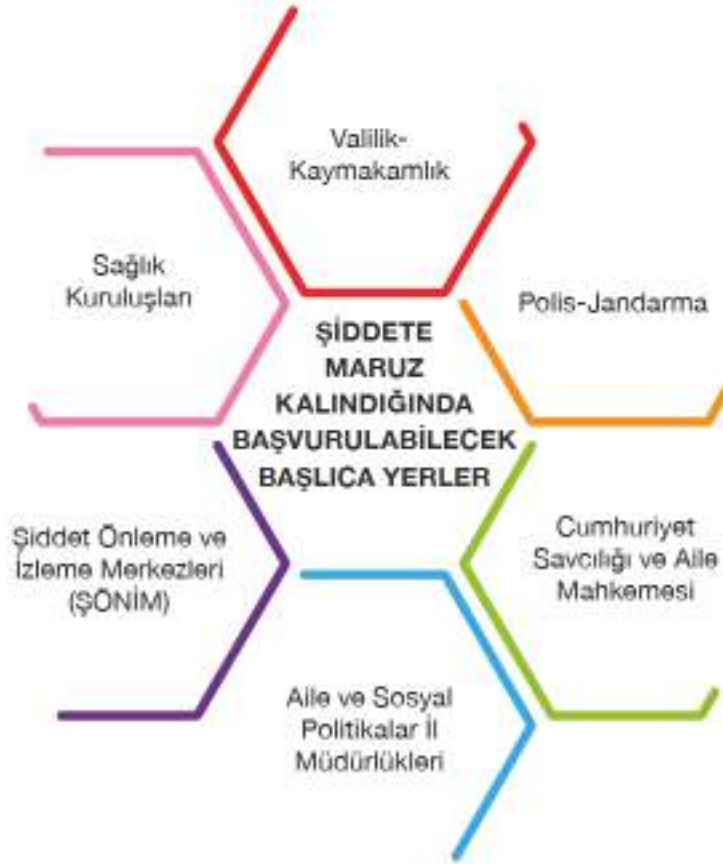 Valilik-
Kaymakamlık
Sağlık
Kuruluşları
Polis-Jandarma
ŞİDDETE
MARUZ
KALINDIĞINDA
BAŞVURULABİLECEK
BAŞLICA YERLER
Şiddet Önleme ve
İzleme Merkezleri
(ŞÖNİM)
Cumhuriyet
Savcılığı ve Aile
Mahkemesi
Aile ve Sosyal
Politikalar İl
Müdürlükleri